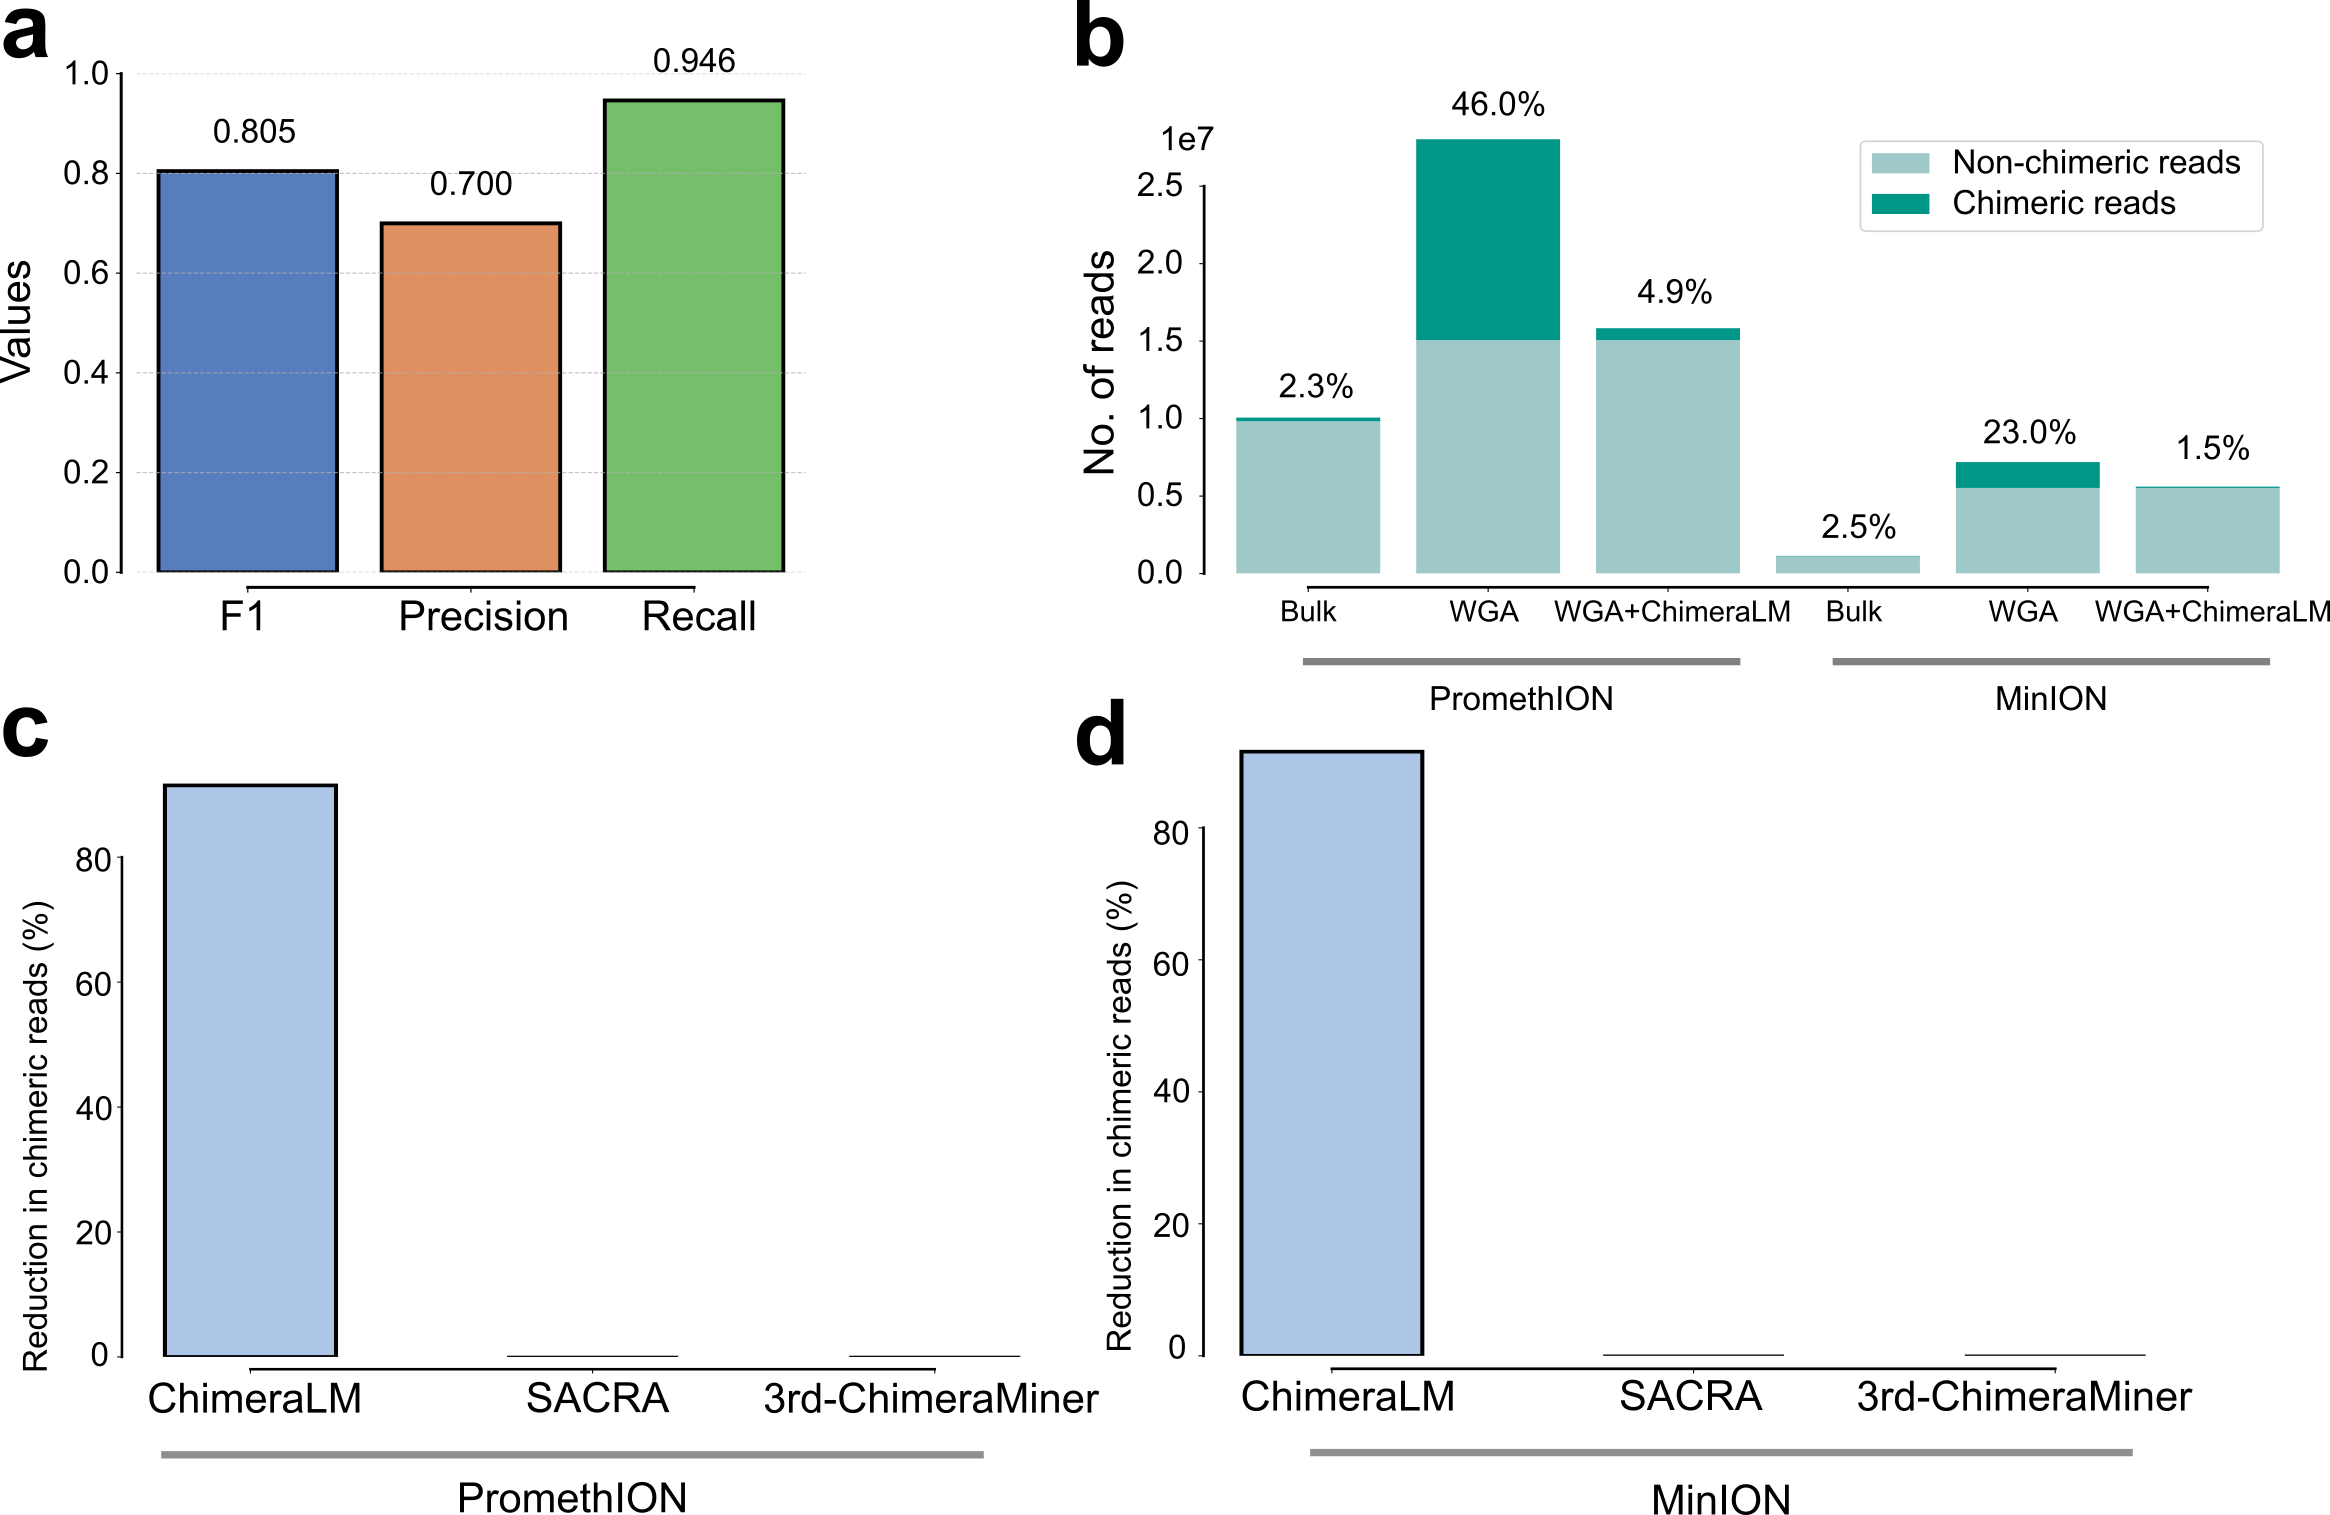 a
Values
1.0
0.8
0.6
0.4
0.2
0.0
0.805
0.700
0.946
F1 Precision Recall
b
No. of reads
1e7
2.5
2.0
1.5
1.0
0.5
0.0
2.3%
46.0%
4.9%
2.5%
23.0%
1.5%
Non-chimeric reads
Chimeric reads
Bulk WGA WGA+ChimeraLM Bulk WGA WGA+ChimeraLM
PromethION MinION
c
Reduction in chimeric reads (%)
80
60
40
20
0
ChimeraLM SACRA 3rd-ChimeraMiner
PromethION
d
Reduction in chimeric reads (%)
80
60
40
20
0
ChimeraLM SACRA 3rd-ChimeraMiner
MinION